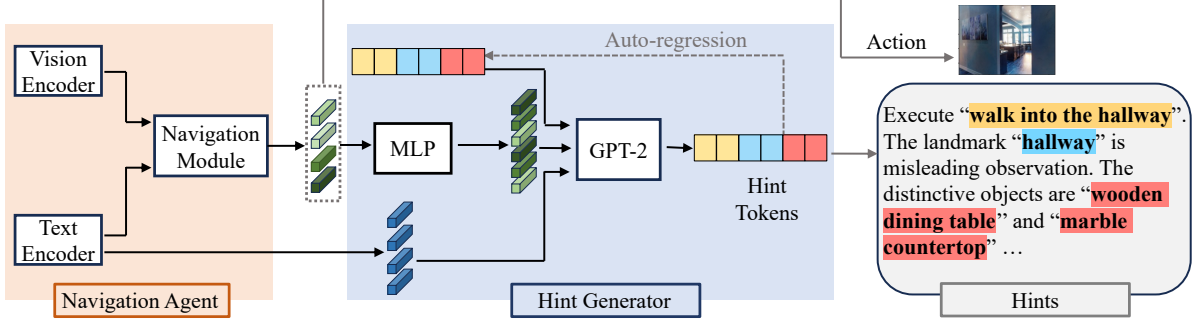 Vision
Encoder
Text
Encoder
Navigation
Module
Navigation Agent
Auto-regression
MLP
GPT-2
Hint
Tokens
Hint Generator
Action
Execute “walk into the hallway”.
The landmark “hallway” is
misleading observation. The
distinctive objects are “wooden
dining table” and “marble
countertop” …
Hints